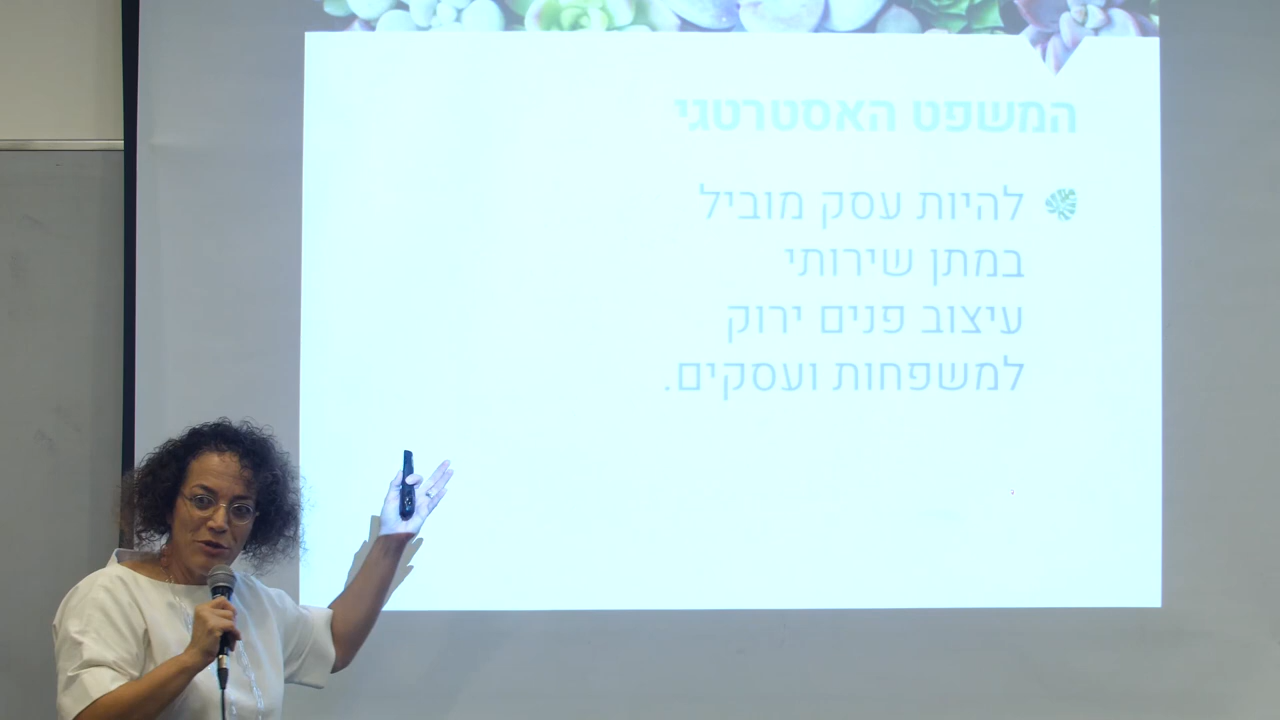 המשפט האסטרטגי
להיות עסק מוביל
במתן שירותי
עיצוב פנים ירוק
למשפחות ועסקים.